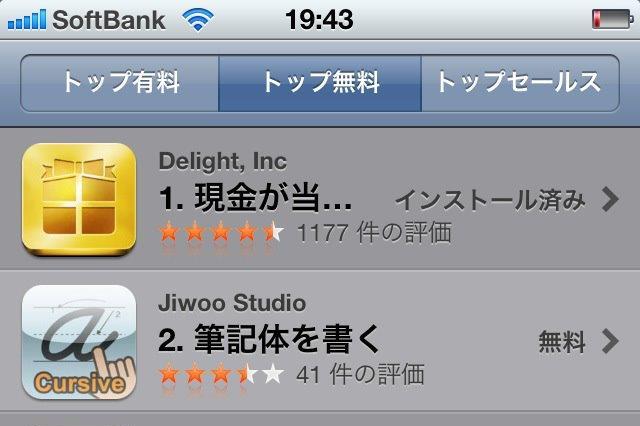 SoftBank 19:43
トップ有料 トップ無料 トップセールス
Delight, Inc
1. 現金が当... インストール済み
1177 件の評価
Jiwoo Studio
2. 筆記体を書く 無料
41 件の評価
a
2
Cursive